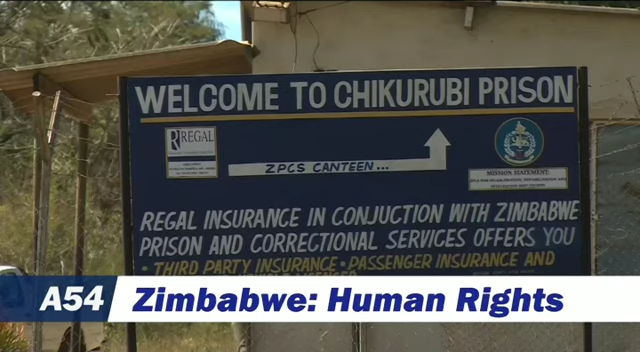 WELCOME TO CHIKURUBI PRISON
REGAL
ZPCS CANTEEN...
MISSION STATEMENT:
REGAL INSURANCE IN CONJUCTION WITH ZIMBABWE
PRISON AND CORRECTIONAL SERVICES OFFERS YOU
• THIRD PARTY INSURANCE • PASSENGER INSURANCE AND
A54 Zimbabwe: Human Rights